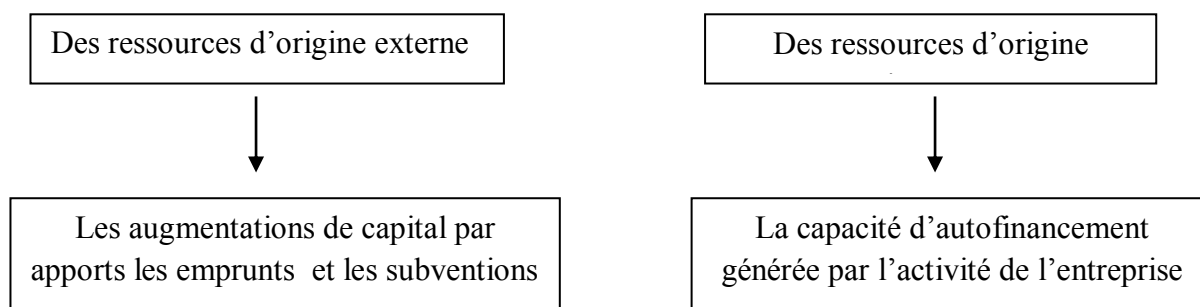 Des ressources d’origine externe
Des ressources d’origine
Les augmentations de capital par
apports les emprunts et les subventions
La capacité d’autofinancement
générée par l’activité de l’entreprise